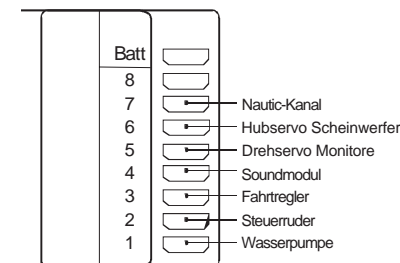 Batt
8
7 Nautic-Kanal
6 Hubservo Scheinwerfer
5 Drehservo Monitore
4 Soundmodul
3 Fahrtregler
2 Steuerruder
1 Wasserpumpe